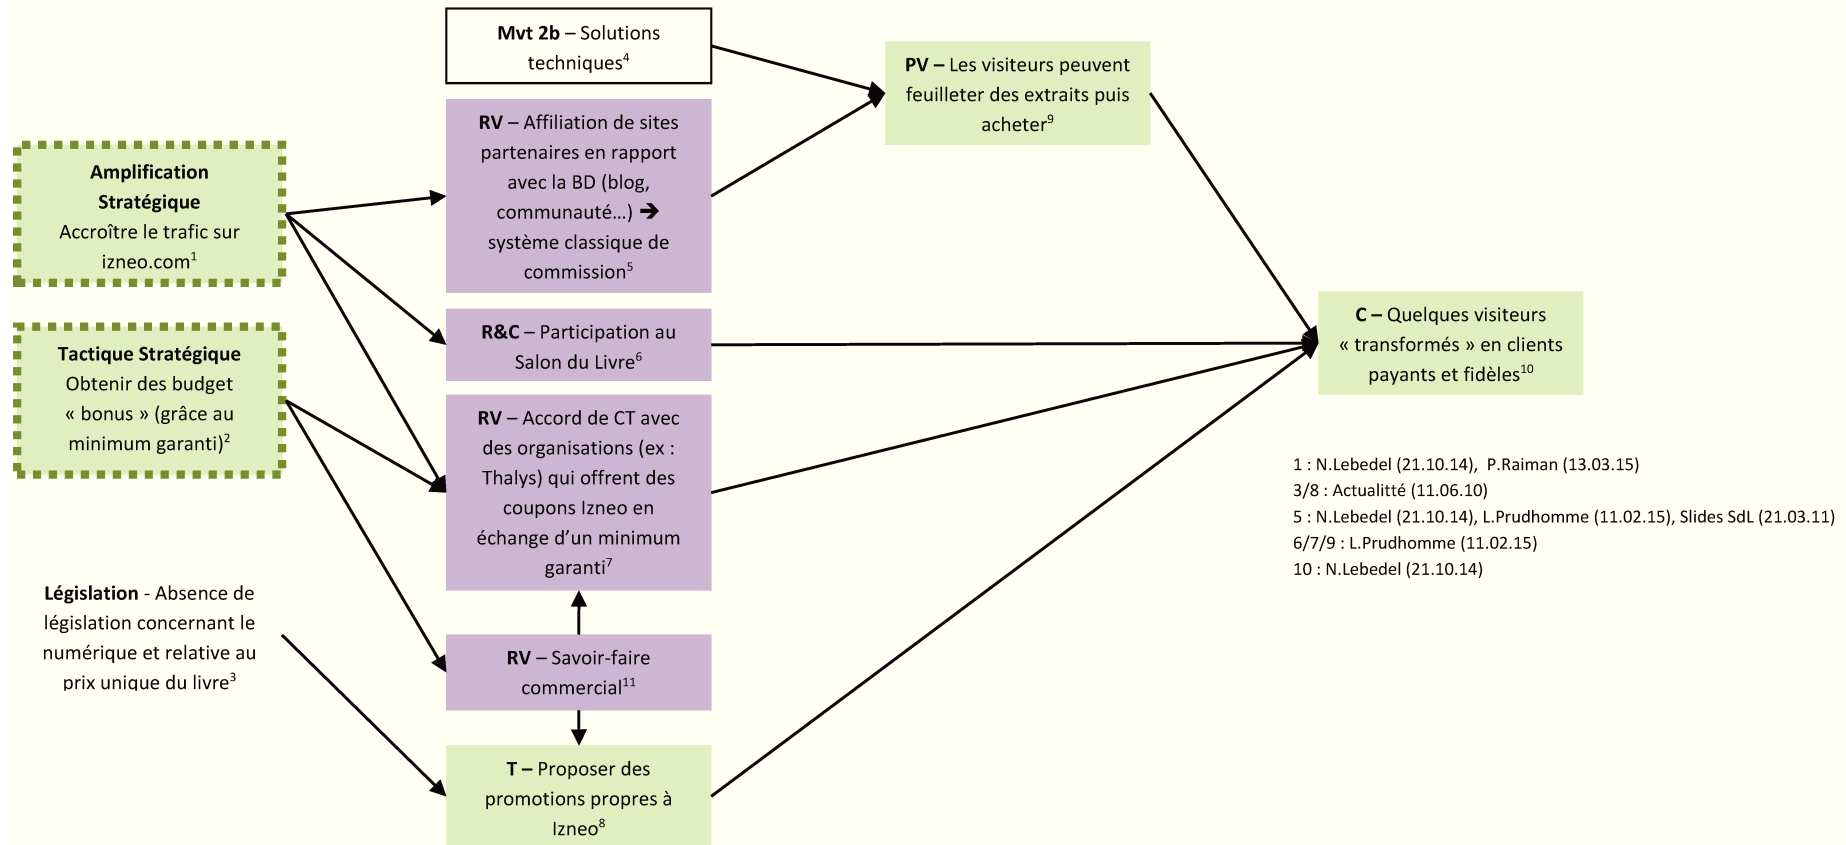 Mvt 2b – Solutions
techniques4
PV – Les visiteurs peuvent
feuilleter des extraits puis
acheter9
RV – Affiliation de sites
partenaires en rapport
avec la BD (blog,
communauté…) ➔
système classique de
commission5
Amplification
Stratégique
Accroître le trafic sur
izneo.com1
R&C – Participation au
Salon du Livre6
C – Quelques visiteurs
« transformés » en clients
payants et fidèles10
Tactique Stratégique
Obtenir des budget
« bonus » (grâce au
minimum garanti)2
RV – Accord de CT avec
des organisations (ex :
Thalys) qui offrent des
coupons Izneo en
échange d’un minimum
garanti7
1 : N.Lebedel (21.10.14), P.Raiman (13.03.15)
3/8 : Actualitté (11.06.10)
5 : N.Lebedel (21.10.14), L.Prudhomme (11.02.15), Slides SdL (21.03.11)
6/7/9 : L.Prudhomme (11.02.15)
10 : N.Lebedel (21.10.14)
Législation - Absence de
législation concernant le
numérique et relative au
prix unique du livre3
RV – Savoir-faire
commercial11
T – Proposer des
promotions propres à
Izneo8